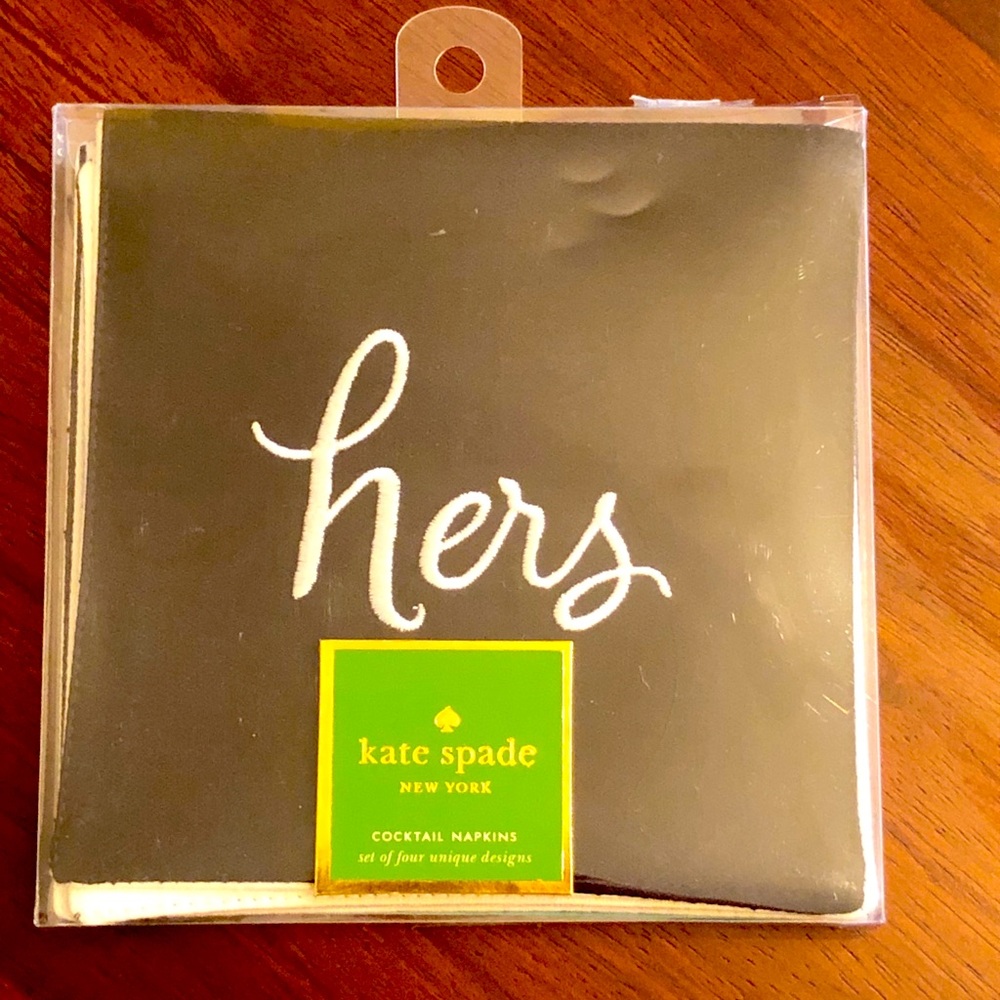 hers
kate spade
NEW YORK
COCKTAIL NAPKINS
set of four unique designs